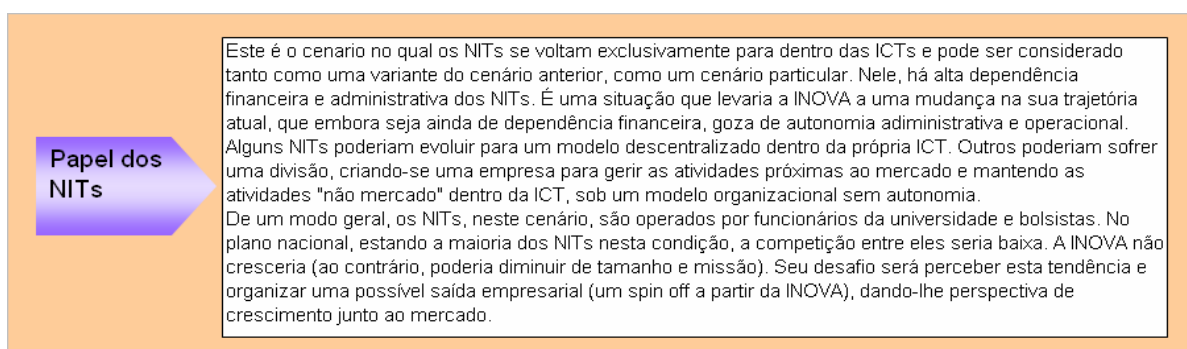 Papel dos
NITs
Este é o cenario no qual os NITs se voltam exclusivamente para dentro das ICTs e pode ser considerado
tanto como uma variante do cenário anterior, como um cenário particular. Nele, há alta dependência
financeira e administrativa dos NITs. É uma situação que levaria a INOVA a uma mudança na sua trajetória
atual, que embora seja ainda de dependência financeira, goza de autonomia adiministrativa e operacional.
Alguns NITs poderiam evoluir para um modelo descentralizado dentro da própria ICT. Outros poderiam sofrer
uma divisão, criando-se uma empresa para gerir as atividades próximas ao mercado e mantendo as
atividades "não mercado" dentro da ICT, sob um modelo organizacional sem autonomia.
De um modo geral, os NITs, neste cenário, são operados por funcionários da universidade e bolsistas. No
plano nacional, estando a maioria dos NITs nesta condição, a competição entre eles seria baixa. A INOVA não
cresceria (ao contrário, poderia diminuir de tamanho e missão). Seu desafio será perceber esta tendência e
organizar uma possível saída empresarial (um spin off a partir da INOVA), dando-lhe perspectiva de
crescimento junto ao mercado.